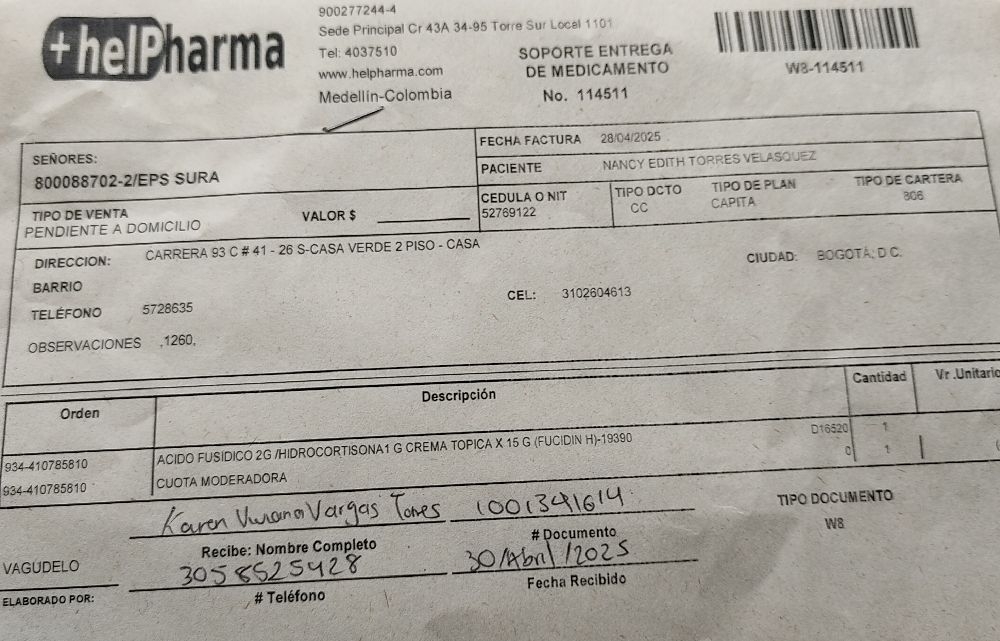 +helPharma
900277244-4
Sede Principal Cr 43A 34-95 Torre Sur Local 1101
Tel: 4037510
www.helpharma.com
Medellín-Colombia
SOPORTE ENTREGA
DE MEDICAMENTO
No. 114511
W8-114511
SEÑORES:
800088702-2/EPS SURA
FECHA FACTURA 28/04/2025
PACIENTE NANCY EDITH TORRES VELASQUEZ
TIPO DE VENTA
PENDIENTE A DOMICILIO
VALOR $
CEDULA O NIT
52769122
TIPO DCTO
CC
TIPO DE PLAN
CAPITA
TIPO DE CARTERA
806
DIRECCION: CARRERA 93 C # 41 - 26 S-CASA VERDE 2 PISO - CASA
CIUDAD: BOGOTÁ, D.C.
BARRIO
TELÉFONO 5728635
CEL: 3102604613
OBSERVACIONES ,1260,
Orden Descripción Cantidad Vr .Unitario
934-410785810 ACIDO FUSIDICO 2G /HIDROCORTISONA1 G CREMA TOPICA X 15 G (FUCIDIN H)-19390 D16520 1
934-410785810 CUOTA MODERADORA 0 1
Karen Viviana Vargas Torres 1001341614
Recibe: Nombre Completo # Documento
TIPO DOCUMENTO
W8
VAGUDELO 3058525428 30/Abril/2025
ELABORADO POR: # Teléfono Fecha Recibido